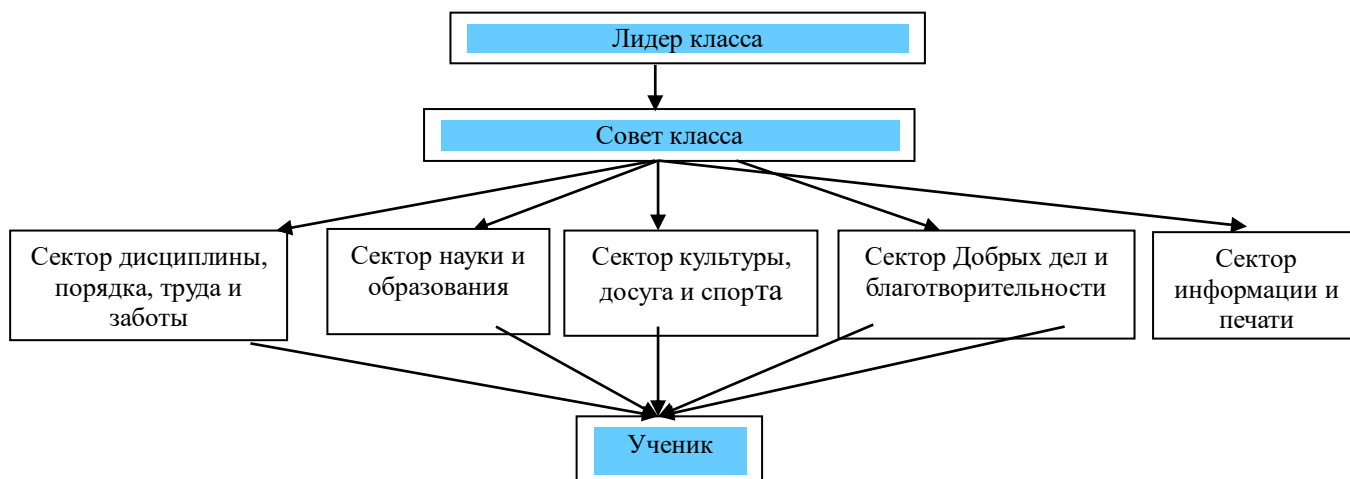 Лидер класса
Совет класса
Сектор дисциплины,
порядка, труда и
заботы
Сектор науки и
образования
Сектор культуры,
досуга и спорта
Сектор Добрых дел и
благотворительности
Сектор
информации и
печати
Ученик